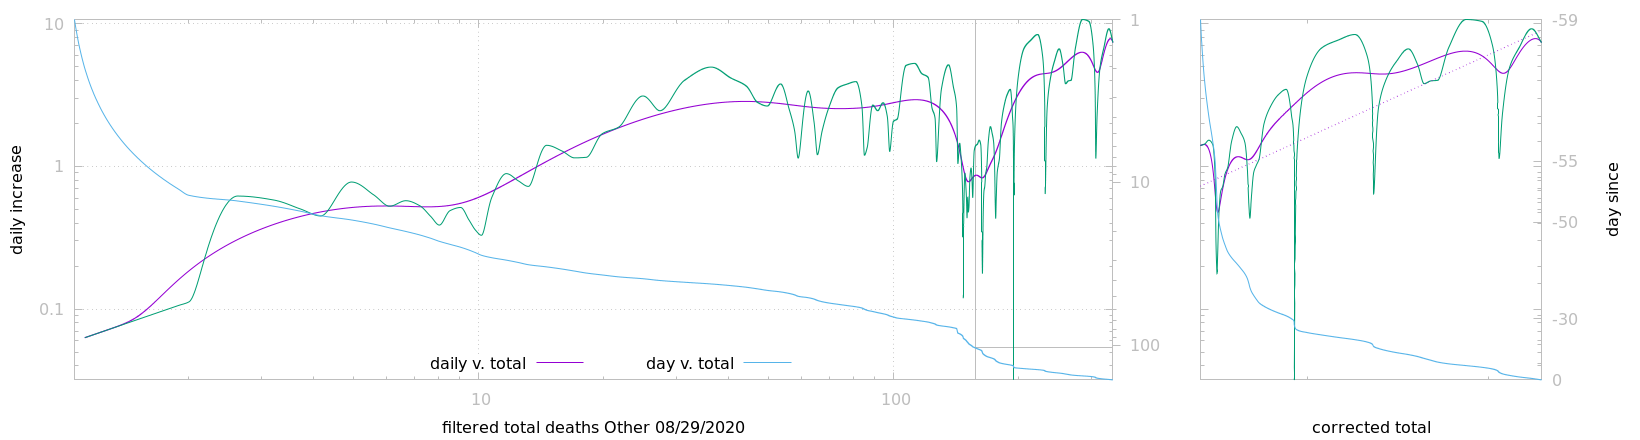 10
1
0.1
daily increase
daily v. total
day v. total
10
100
filtered total deaths Other 08/29/2020
1
10
100
-59
-55
-50
-30
0
day since
corrected total